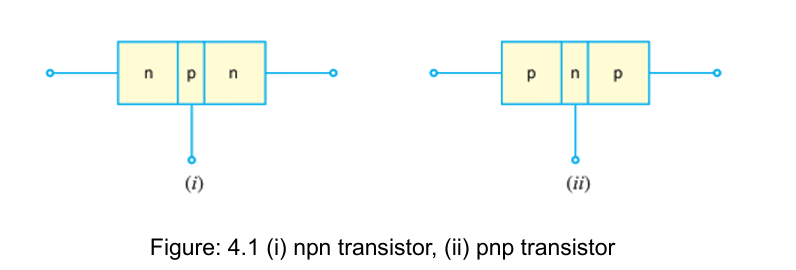 n p n
p n p
(i)
(ii)
Figure: 4.1 (i) npn transistor, (ii) pnp transistor